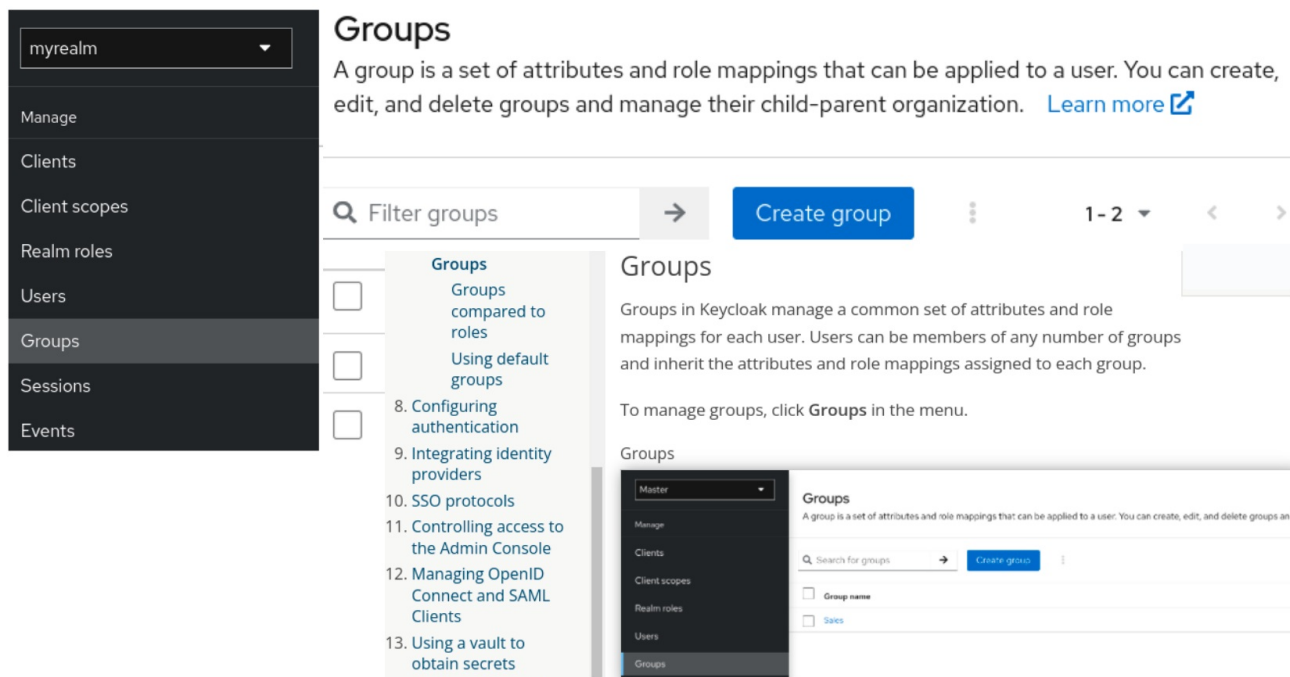 myrealm
Manage
Clients
Client scopes
Realm roles
Users
Groups
Sessions
Events
Groups
A group is a set of attributes and role mappings that can be applied to a user. You can create,
edit, and delete groups and manage their child-parent organization. Learn more
Filter groups
Create group
1 - 2
Groups
Groups
compared to
roles
Using default
groups
8. Configuring
authentication
9. Integrating identity
providers
10. SSO protocols
11. Controlling access to
the Admin Console
12. Managing OpenID
Connect and SAML
Clients
13. Using a vault to
obtain secrets
Groups
Groups in Keycloak manage a common set of attributes and role
mappings for each user. Users can be members of any number of groups
and inherit the attributes and role mappings assigned to each group.
To manage groups, click Groups in the menu.
Groups
Master
Manage
Clients
Client scopes
Realm roles
Users
Groups
Groups
A group is a set of attributes and role mappings that can be applied to a user. You can create, edit, and delete groups an
Search for groups
Create group
Group name
Sales